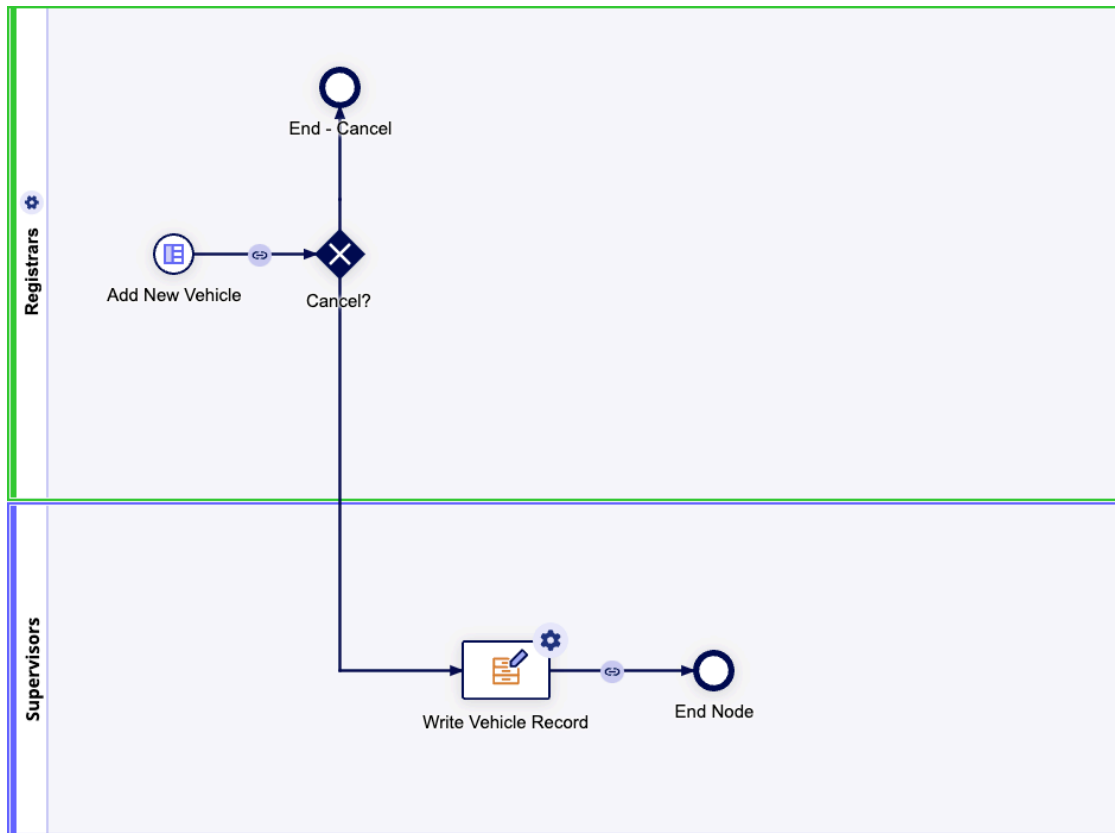 End - Cancel
Registrars
Add New Vehicle
Cancel?
Supervisors
Write Vehicle Record
End Node